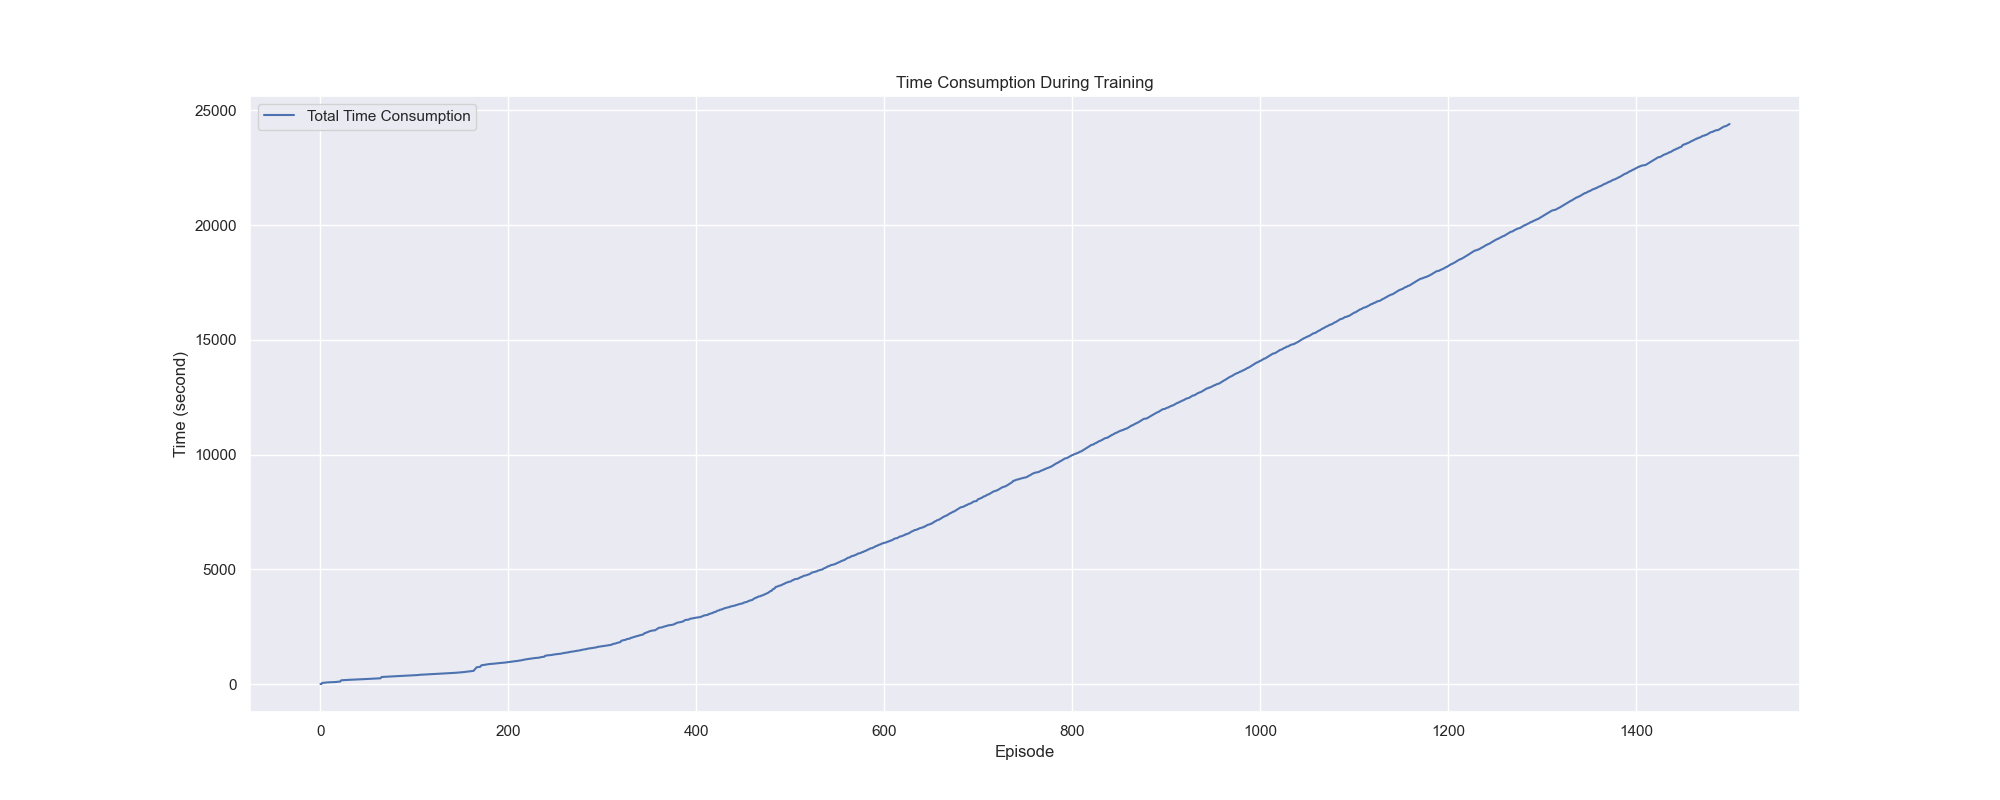 Time Consumption During Training
Total Time Consumption
25000
20000
15000
10000
5000
0
Time (second)
0 200 400 600 800 1000 1200 1400
Episode